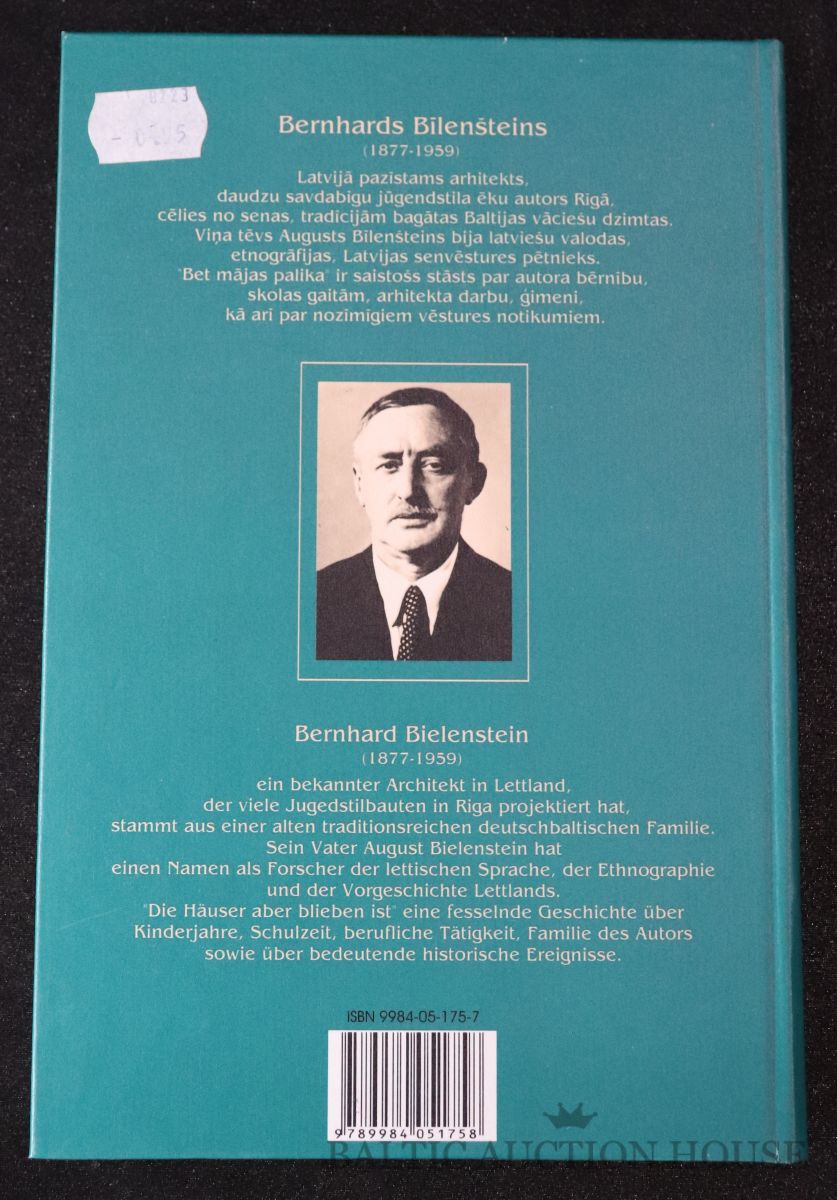 Bernhards Bīlenšteins
(1877-1959)
Latvijā pazīstams arhitekts,
daudzu savdabīgu jūgendstila ēku autors Rīgā,
cēlies no senas, tradīcijām bagātas Baltijas vāciešu dzimtas.
Viņa tēvs Augusts Bīlenšteins bija latviešu valodas,
etnogrāfijas, Latvijas senvēstures pētnieks.
"Bet mājas palika" ir saistošs stāsts par autora bērnību,
skolas gaitām, arhitekta darbu, ģimeni,
kā arī par nozīmīgiem vēstures notikumiem.
Bernhard Bielenstein
(1877-1959)
ein bekannter Architekt in Lettland,
der viele Jugedstilbauten in Riga projektiert hat,
stammt aus einer alten traditionsreichen deutschbaltischen Familie.
Sein Vater August Bielenstein hat
einen Namen als Forscher der lettischen Sprache, der Ethnographie
und der Vorgeschichte Lettlands.
"Die Häuser aber blieben ist" eine fesselnde Geschichte über
Kinderjahre, Schulzeit, berufliche Tätigkeit, Familie des Autors
sowie über bedeutende historische Ereignisse.
ISBN 9984-05-175-7
9 789984 051758
BALTIC AUCTION HOUSE